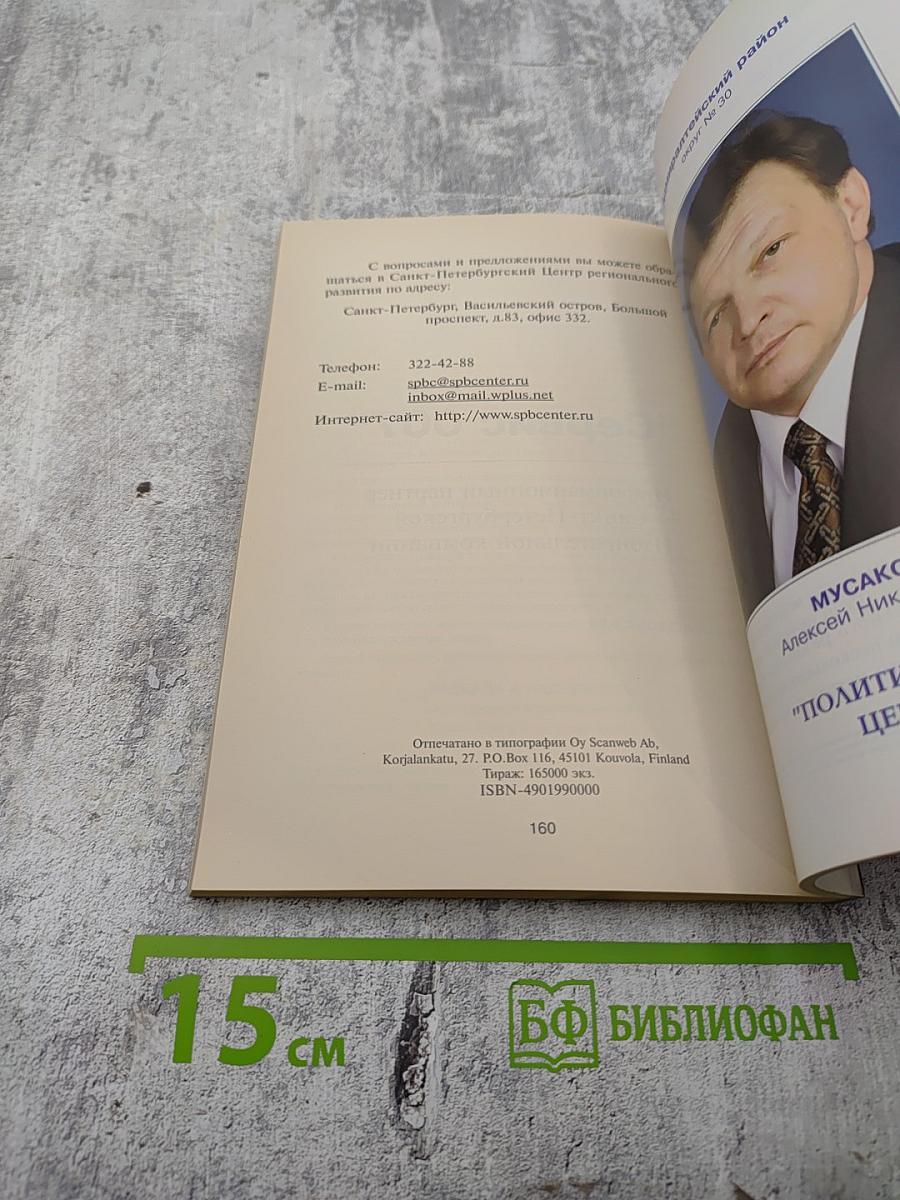 С вопросами и предложениями вы можете обра-
щаться в Санкт-Петербургский Центр регионального
развития по адресу:
Санкт-Петербург, Васильевский остров, Большой
проспект, д.83, офис 332.
Телефон: 322-42-88
E-mail: spbc@spbcenter.ru
inbox@mail.wplus.net
Интернет-сайт: http://www.spbcenter.ru
Отпечатано в типографии Oy Scanweb Ab,
Korjalankatu, 27. P.O.Box 116, 45101 Kouvola, Finland
Тираж: 165000 экз.
ISBN-4901990000
160
район
округ № 30
МУСАКО
Алексей Ник
"ПОЛИТИ
ЦЕ
15 см
БФ БИБЛИОФАН